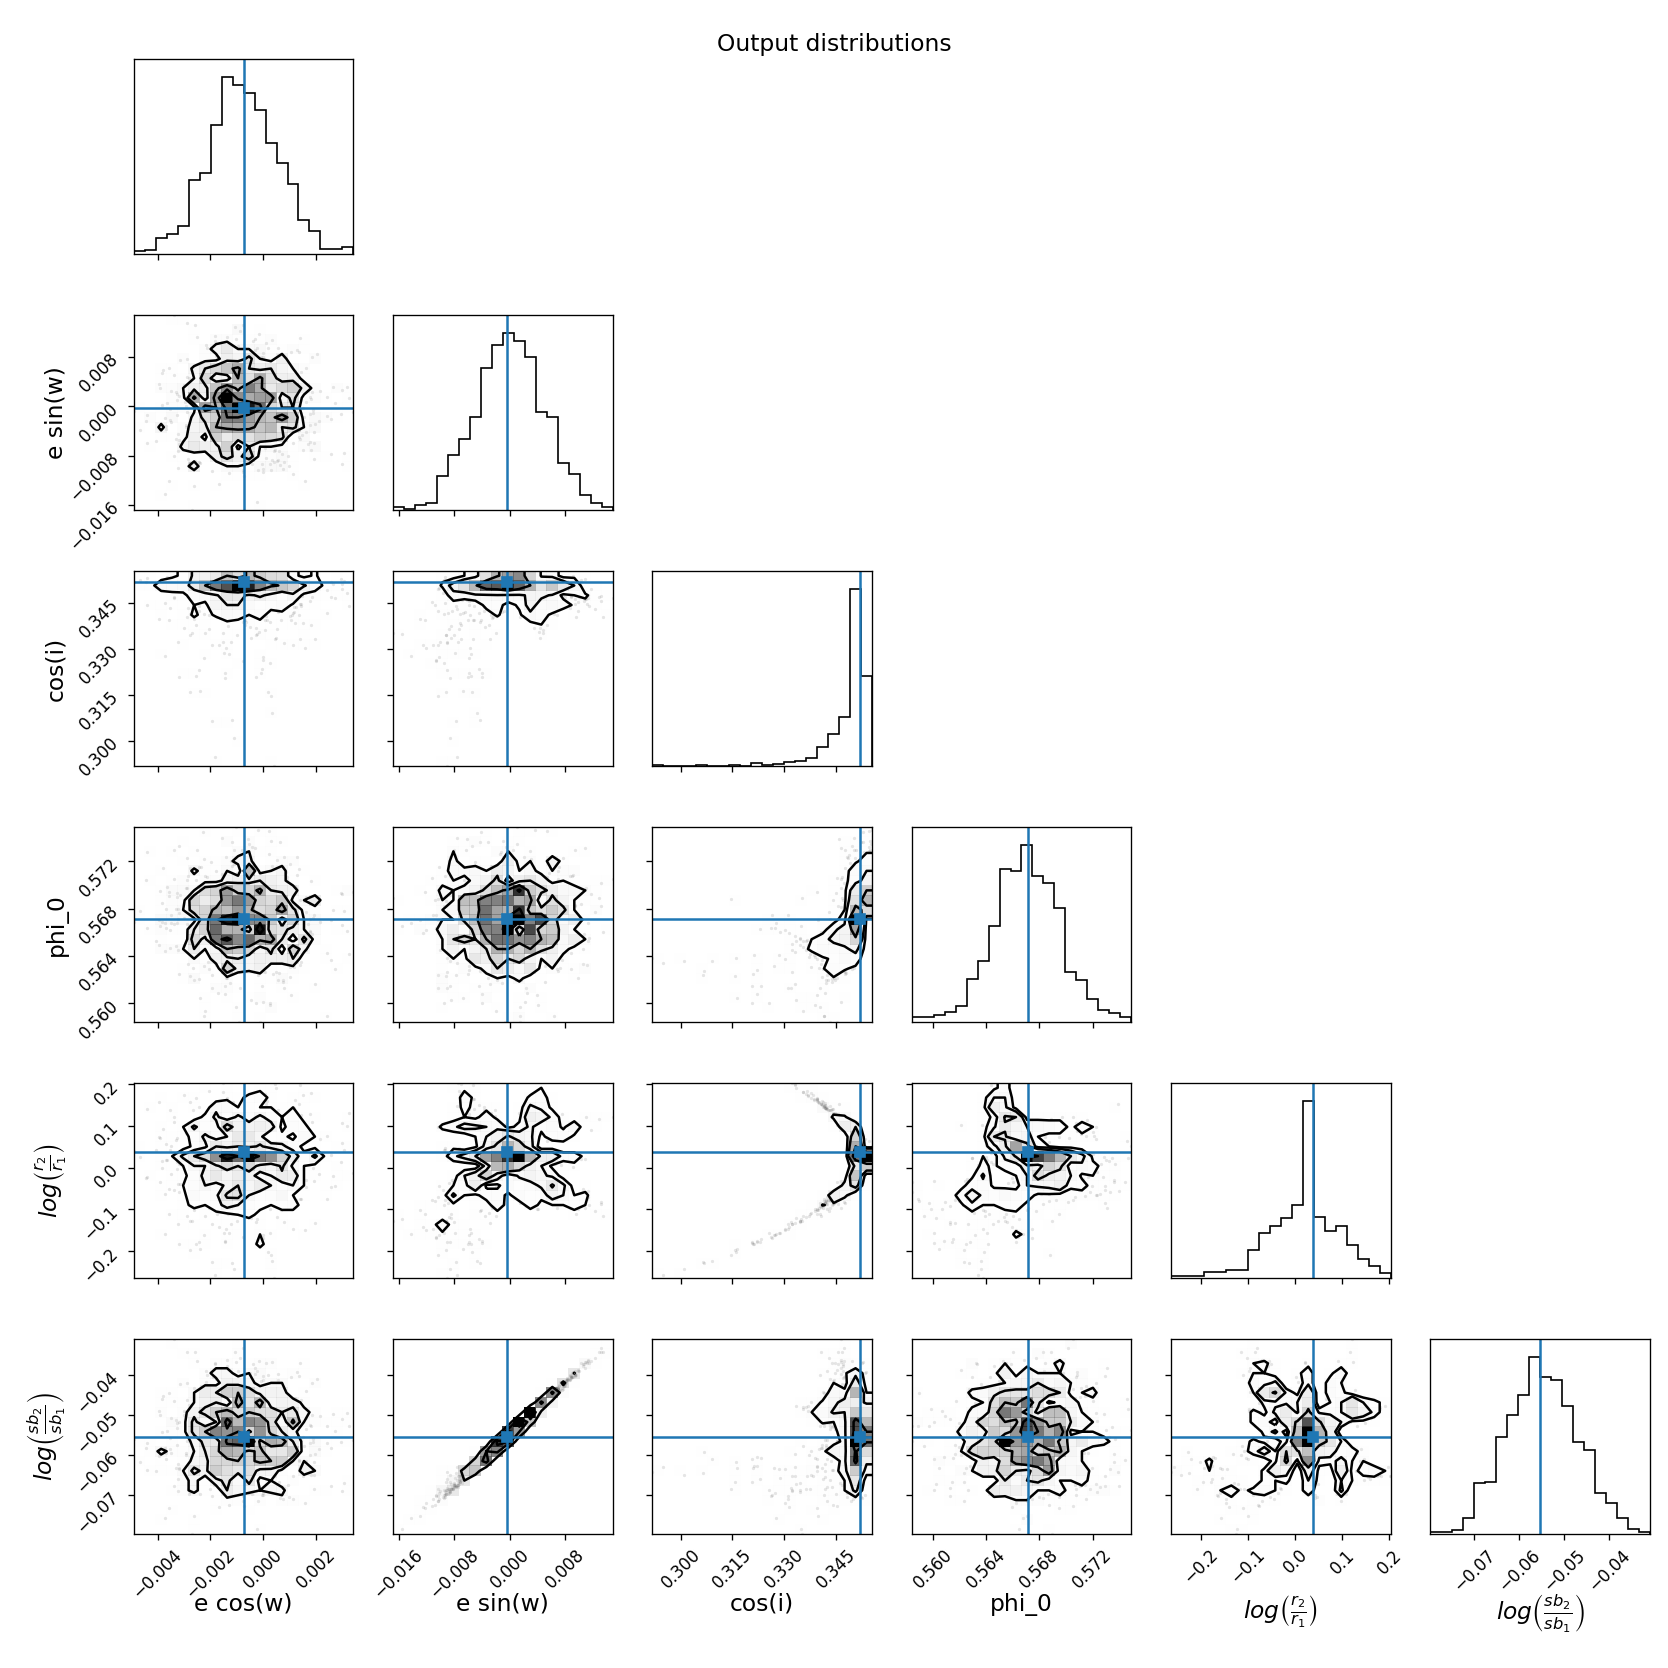 Output distributions
e sin(w)
0.008
0.000
−0.008
−0.016
cos(i)
0.345
0.330
0.315
0.300
phi_0
0.572
0.568
0.564
0.560
log(r₂/r₁)
0.2
0.1
0.0
−0.1
−0.2
log(sb₂/sb₁)
−0.04
−0.05
−0.06
−0.07
−0.004 −0.002 0.000 0.002
−0.016 −0.008 0.000 0.008
0.300 0.315 0.330 0.345
0.560 0.564 0.568 0.572
−0.2 −0.1 0.0 0.1 0.2
−0.07 −0.06 −0.05 −0.04
e cos(w) e sin(w) cos(i) phi_0 log(r₂/r₁) log(sb₂/sb₁)